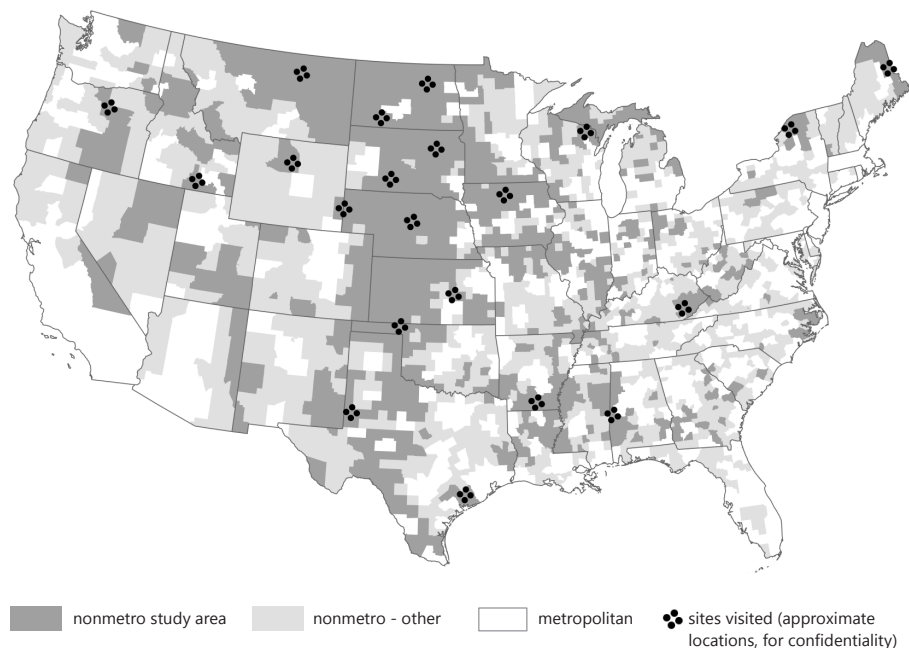 nonmetro study area
nonmetro - other
metropolitan
sites visited (approximate
locations, for confidentiality)